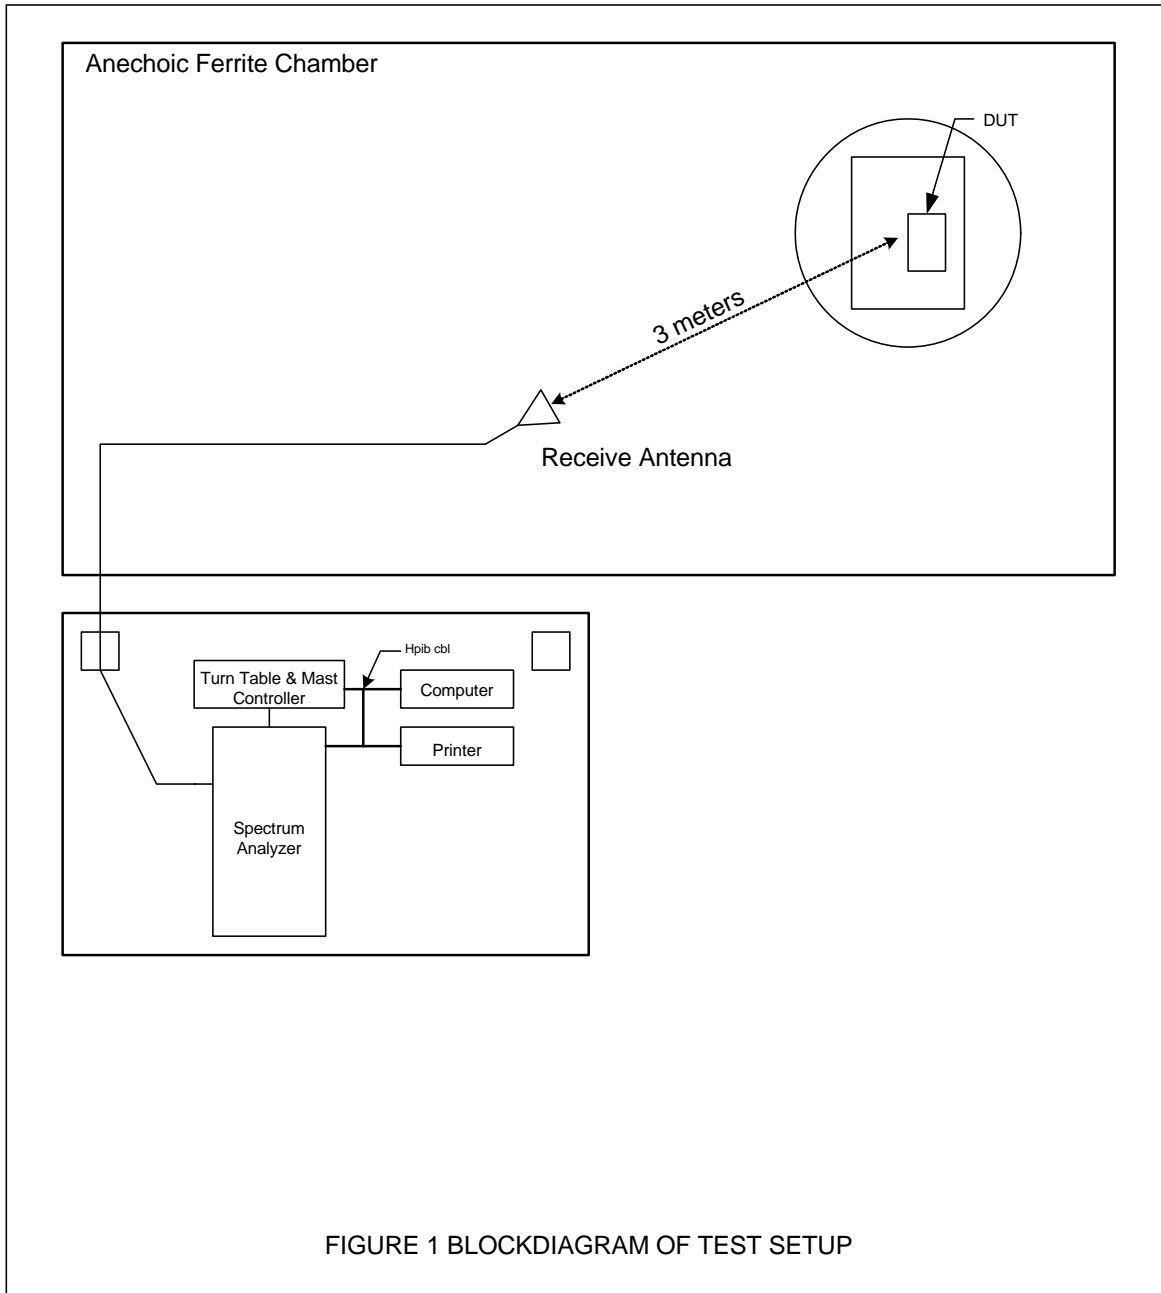 Anechoic Ferrite Chamber
DUT
3 meters
Receive Antenna
Hpib cbl
Turn Table & Mast
Controller
Computer
Printer
Spectrum
Analyzer
FIGURE 1 BLOCKDIAGRAM OF TEST SETUP